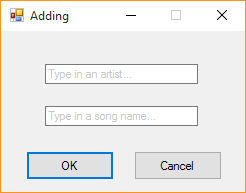 Adding
Type in an artist...
Type in a song name...
OK
Cancel